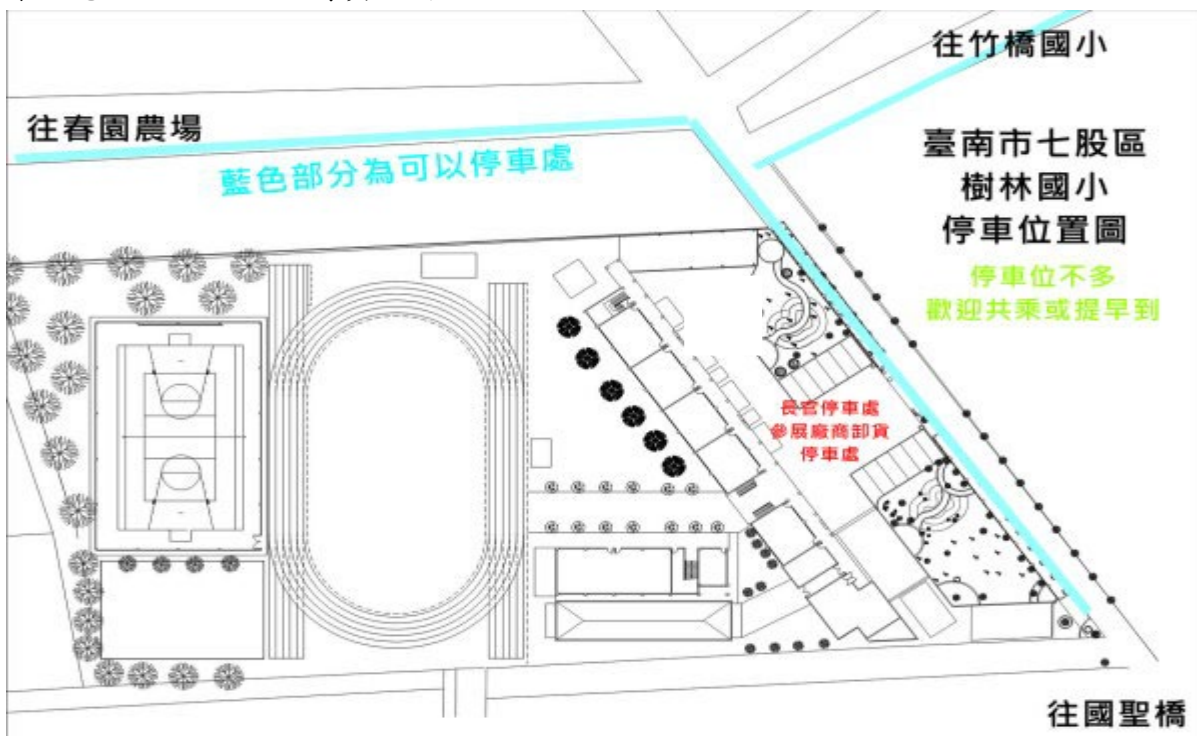 往竹橋國小
往春園農場
藍色部分為可以停車處
臺南市七股區
樹林國小
停車位置圖
停車位不多
歡迎共乘或提早到
長官停車處
參展廠商卸貨
停車處
往國聖橋